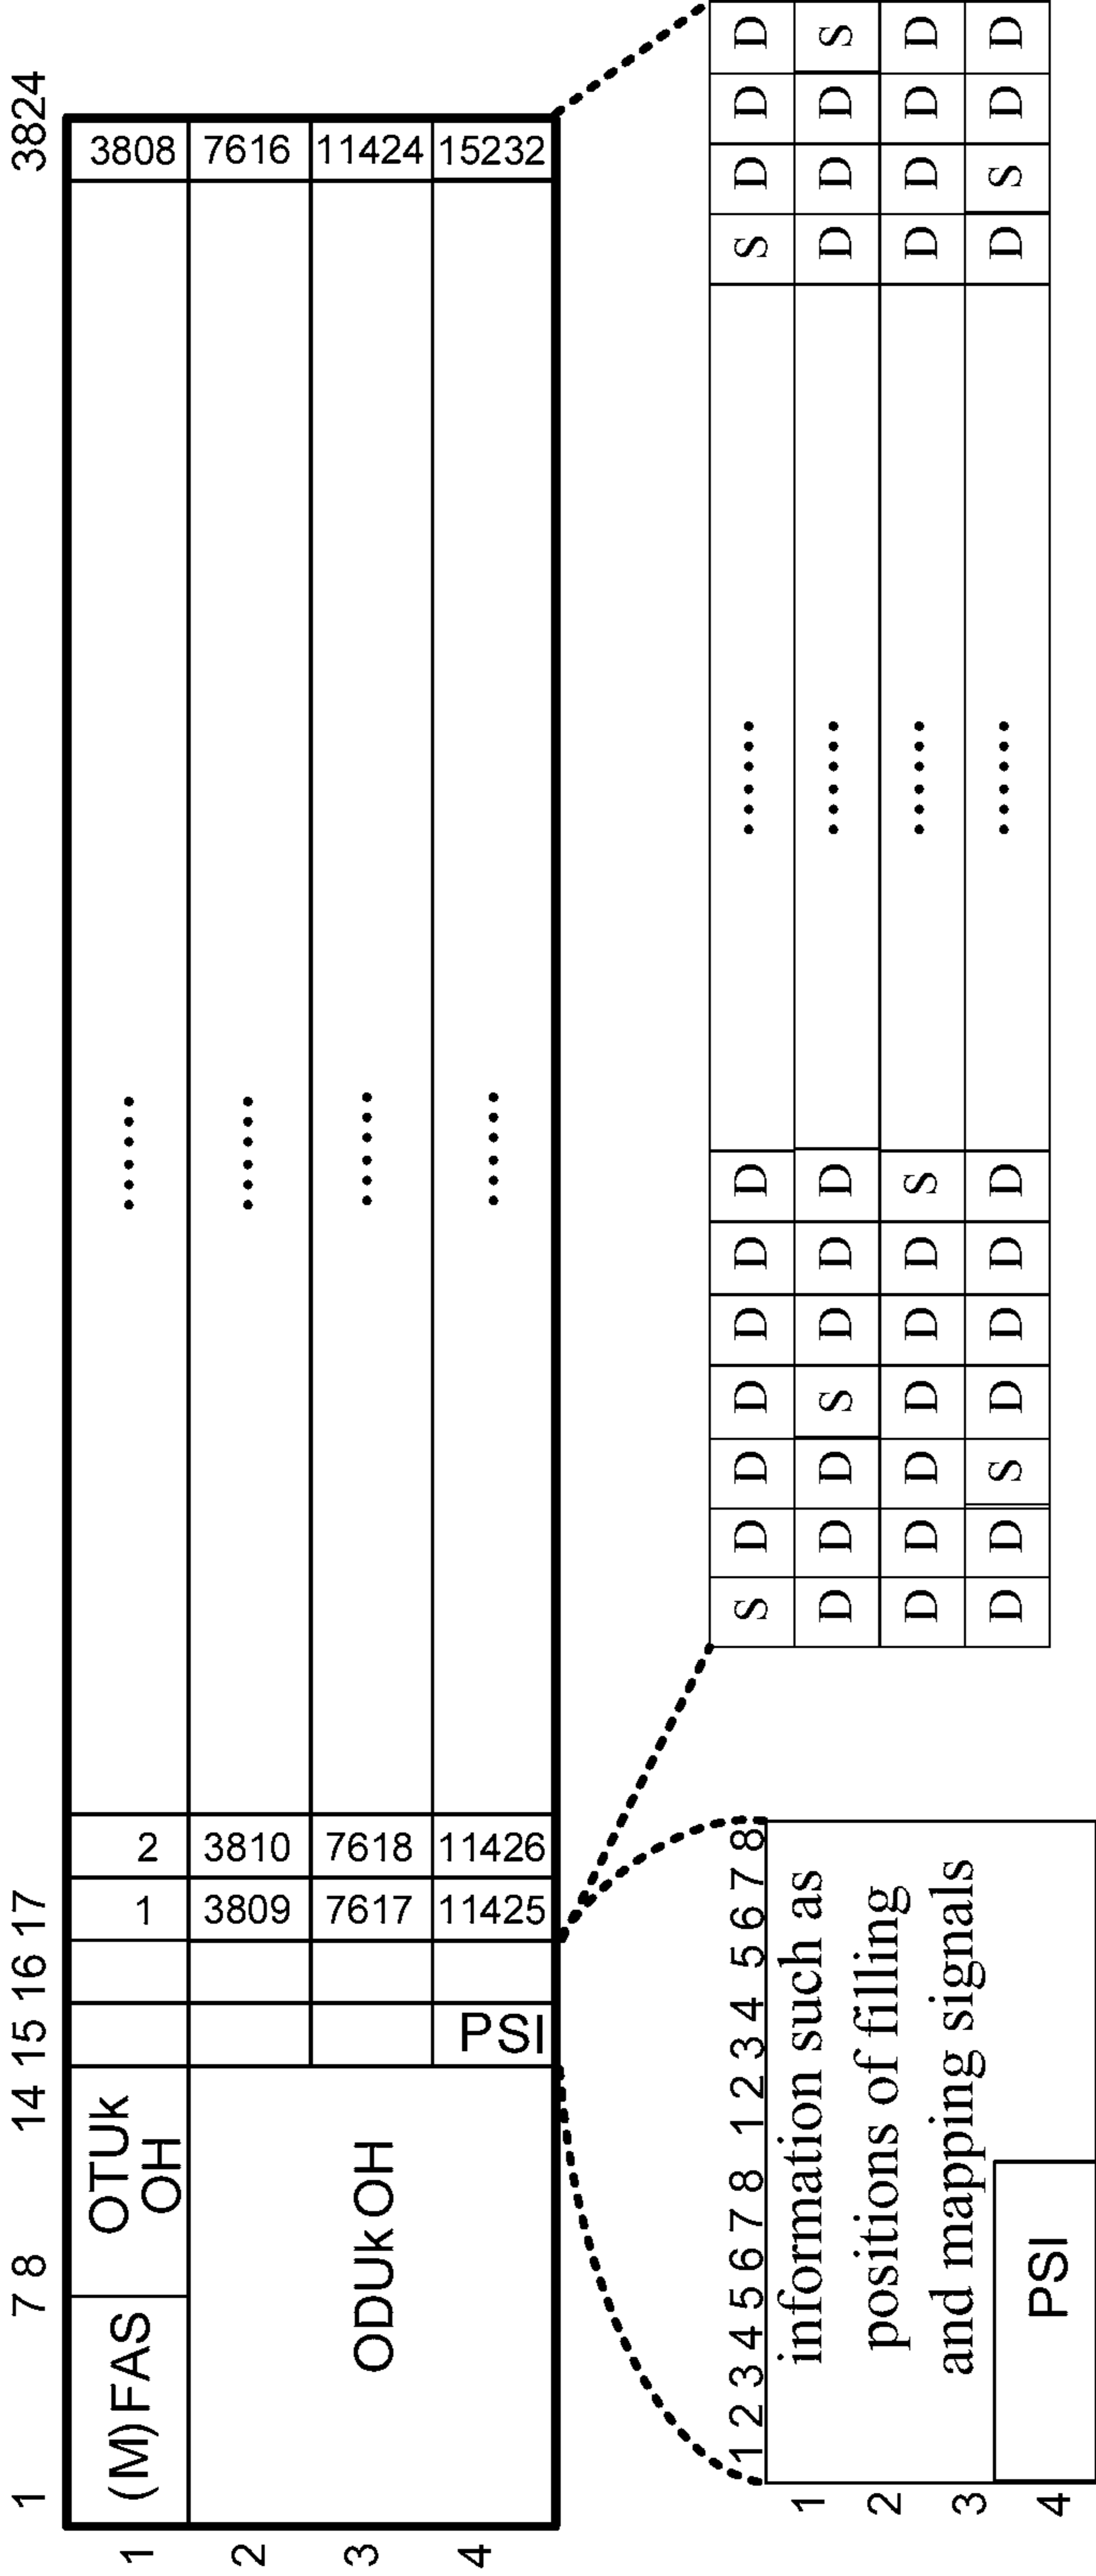 1 7 8 14 15 16 17 3824
1 (M)FAS OTUk OH 1 2 ...... 3808
2 3809 3810 ...... 7616
3 ODUk OH 7617 7618 ...... 11424
4 PSI 11425 11426 ...... 15232
1 2 3 4 5 6 7 8 1 2 3 4 5 6 7 8
1 information such as
2 positions of filling
3 and mapping signals
4 PSI
S D D D D D D ...... S D D D
D D D S D D D ...... D D D S
D D D D D D S ...... D D D D
D D S D D D D ...... D S D D